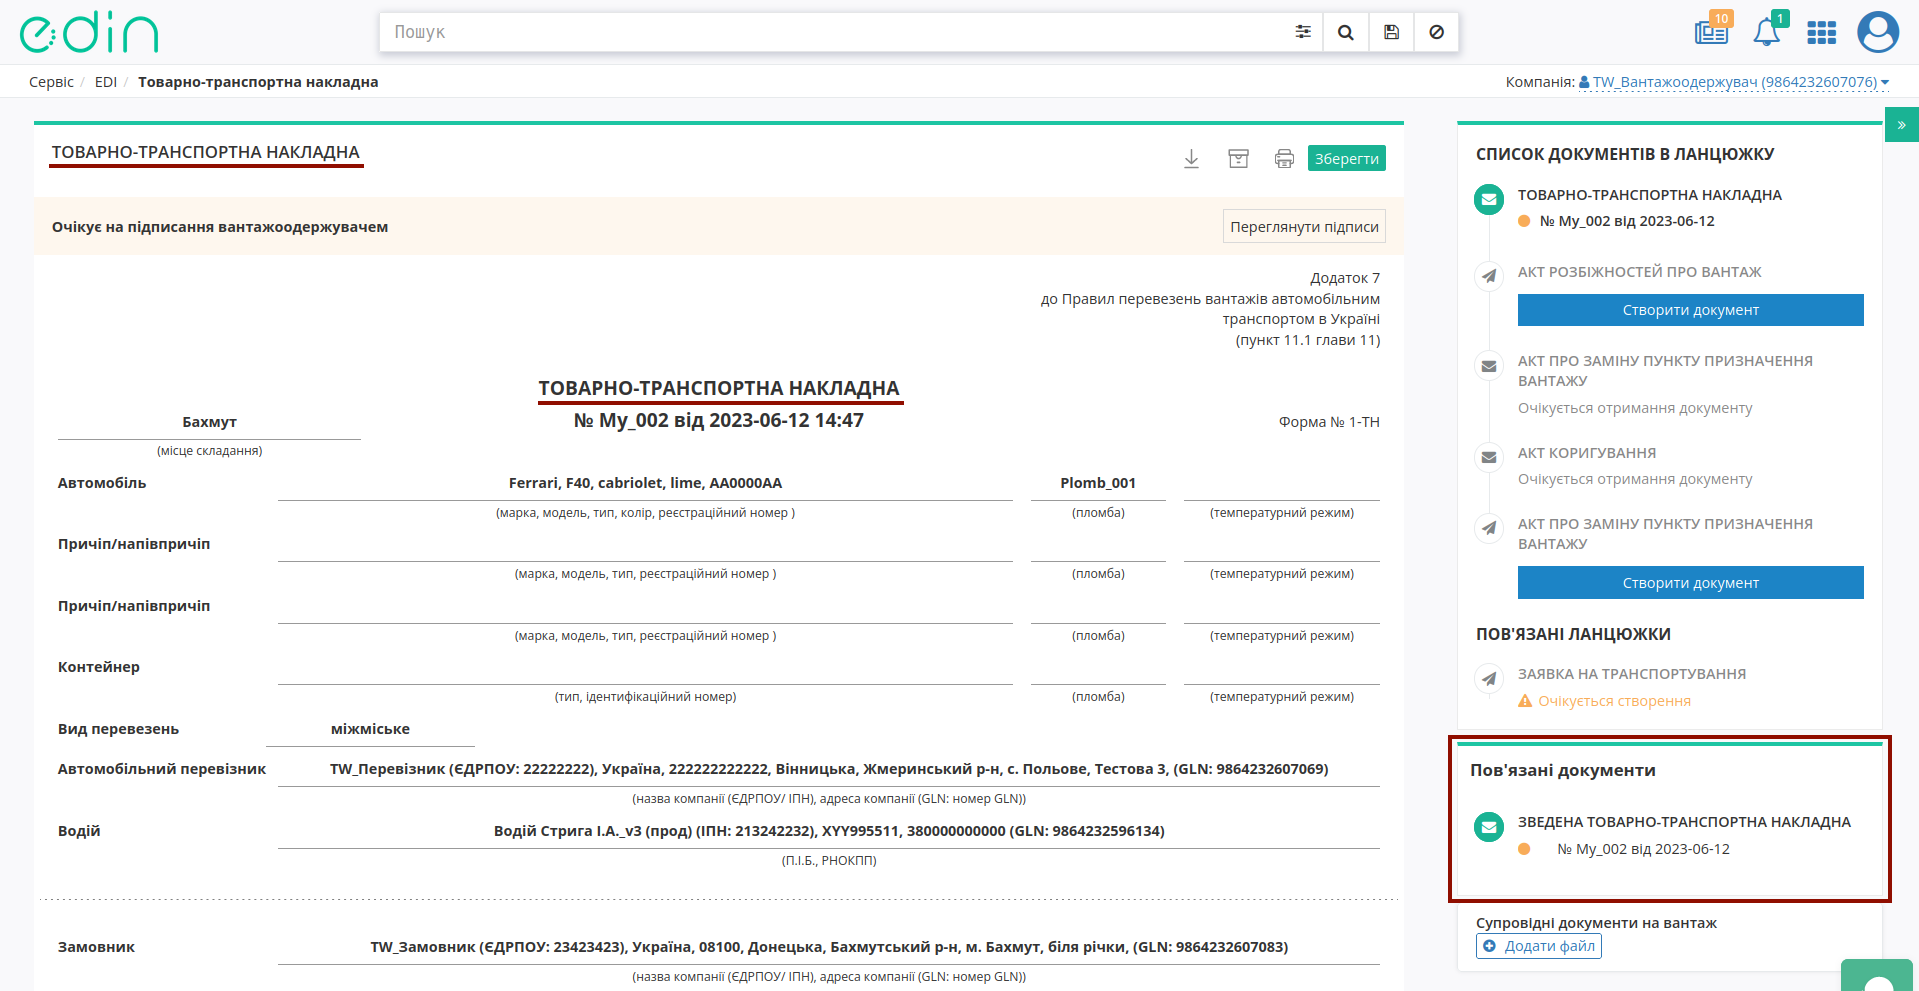 edin
Пошук
10
1
Сервіс / EDI / Товарно-транспортна накладна
Компанія: TW_Вантажоодержувач (9864232607076)
»
ТОВАРНО-ТРАНСПОРТНА НАКЛАДНА
Зберегти
Очікує на підписання вантажоодержувачем
Переглянути підписи
Додаток 7
до Правил перевезень вантажів автомобільним
транспортом в Україні
(пункт 11.1 глави 11)
ТОВАРНО-ТРАНСПОРТНА НАКЛАДНА
Бахмут
№ My_002 від 2023-06-12 14:47
Форма № 1-ТН
(місце складання)
Автомобіль
Ferrari, F40, cabriolet, lime, AA0000AA
Plomb_001
(марка, модель, тип, колір, реєстраційний номер )
(пломба)
(температурний режим)
Причіп/напівпричіп
(марка, модель, тип, реєстраційний номер )
(пломба)
(температурний режим)
Причіп/напівпричіп
(марка, модель, тип, реєстраційний номер )
(пломба)
(температурний режим)
Контейнер
(тип, ідентифікаційний номер)
(пломба)
(температурний режим)
Вид перевезень
міжміське
Автомобільний перевізник
TW_Перевізник (ЄДРПОУ: 22222222), Україна, 222222222222, Вінницька, Жмеринський р-н, с. Польове, Тестова 3, (GLN: 9864232607069)
(назва компанії (ЄДРПОУ/ ІПН), адреса компанії (GLN: номер GLN))
Водій
Водій Стрига І.А._v3 (прод) (ІПН: 213242232), XYY995511, 380000000000 (GLN: 9864232596134)
(П.І.Б., РНОКПП)
Замовник
TW_Замовник (ЄДРПОУ: 23423423), Україна, 08100, Донецька, Бахмутський р-н, м. Бахмут, біля річки, (GLN: 9864232607083)
(назва компанії (ЄДРПОУ/ ІПН), адреса компанії (GLN: номер GLN))
СПИСОК ДОКУМЕНТІВ В ЛАНЦЮЖКУ
ТОВАРНО-ТРАНСПОРТНА НАКЛАДНА
№ My_002 від 2023-06-12
АКТ РОЗБІЖНОСТЕЙ ПРО ВАНТАЖ
Створити документ
АКТ ПРО ЗАМІНУ ПУНКТУ ПРИЗНАЧЕННЯ
ВАНТАЖУ
Очікується отримання документу
АКТ КОРИГУВАННЯ
Очікується отримання документу
АКТ ПРО ЗАМІНУ ПУНКТУ ПРИЗНАЧЕННЯ
ВАНТАЖУ
Створити документ
ПОВ'ЯЗАНІ ЛАНЦЮЖКИ
ЗАЯВКА НА ТРАНСПОРТУВАННЯ
Очікується створення
Пов'язані документи
ЗВЕДЕНА ТОВАРНО-ТРАНСПОРТНА НАКЛАДНА
№ My_002 від 2023-06-12
Супровідні документи на вантаж
Додати файл